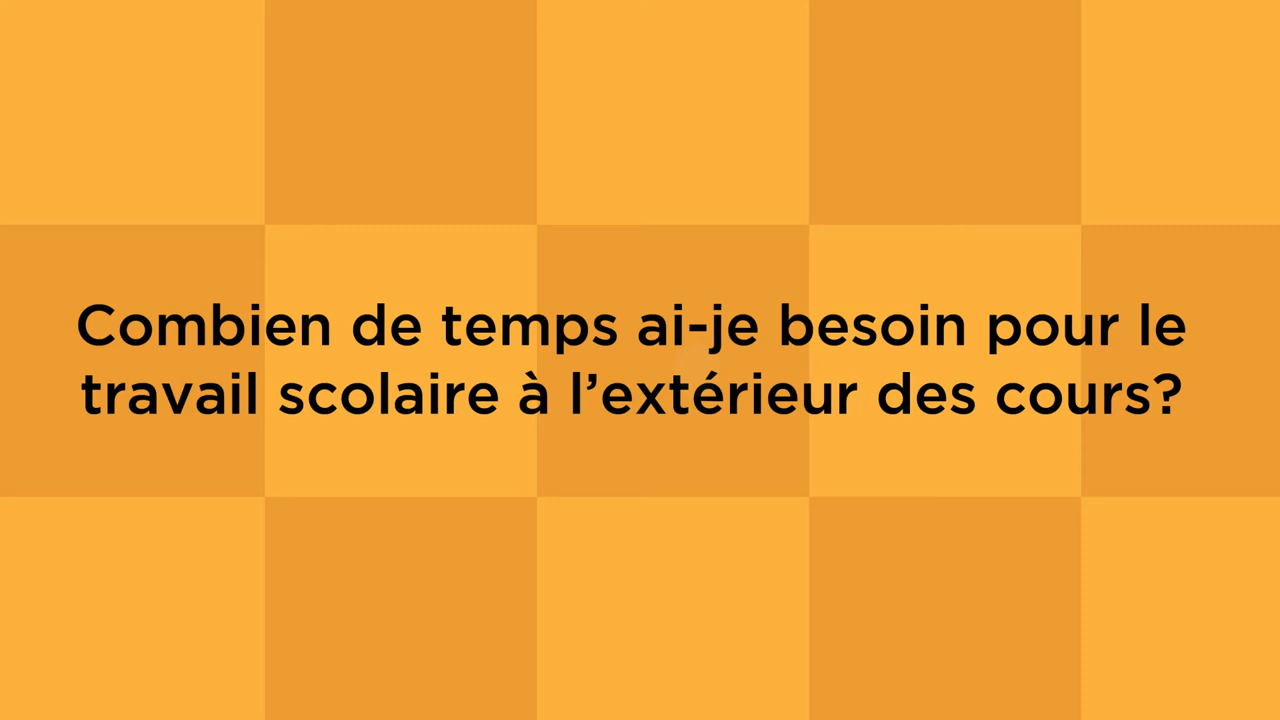 Combien de temps ai-je besoin pour le
travail scolaire à l’extérieur des cours?